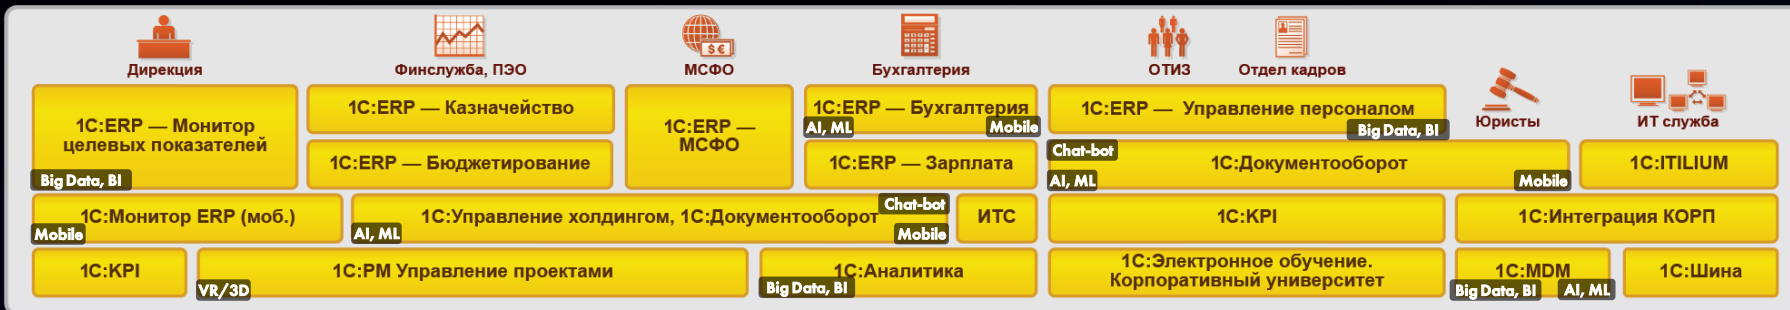 Дирекция
Финслужба, ПЭО
МСФО
$ €
Бухгалтерия
ОТИЗ
Отдел кадров
Юристы
ИТ служба
1С:ERP — Монитор
целевых показателей
Big Data, BI
1С:ERP — Казначейство
1С:ERP — Бюджетирование
1С:ERP —
МСФО
1С:ERP — Бухгалтерия
AI, ML
Mobile
1С:ERP — Зарплата
1С:ERP — Управление персоналом
Big Data, BI
Chat-bot
1С:Документооборот
AI, ML
Mobile
1С:ITILIUM
1С:Монитор ERP (моб.)
Mobile
1С:Управление холдингом, 1С:Документооборот
Chat-bot
AI, ML
Mobile
ИТС
1С:KPI
1С:Интеграция КОРП
1С:KPI
1С:PM Управление проектами
VR/3D
1С:Аналитика
Big Data, BI
1С:Электронное обучение.
Корпоративный университет
1С:MDM
Big Data, BI
AI, ML
1С:Шина